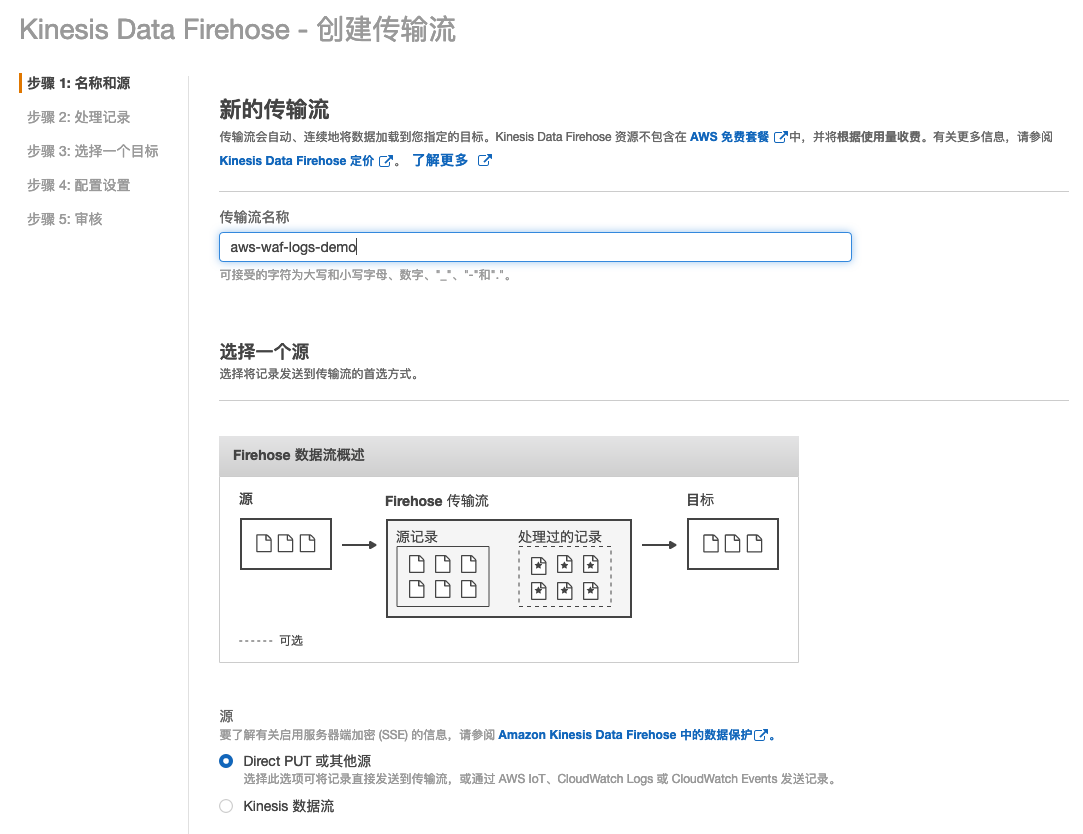 Kinesis Data Firehose - 创建传输流
步骤 1: 名称和源
步骤 2: 处理记录
步骤 3: 选择一个目标
步骤 4: 配置设置
步骤 5: 审核
新的传输流
传输流会自动、连续地将数据加载到您指定的目标。Kinesis Data Firehose 资源不包含在 AWS 免费套餐 中，并将根据使用量收费。有关更多信息，请参阅
Kinesis Data Firehose 定价 。 了解更多
传输流名称
aws-waf-logs-demo
可接受的字符为大写和小写字母、数字、"_"、"-"和"."。
选择一个源
选择将记录发送到传输流的首选方式。
Firehose 数据流概述
源
Firehose 传输流
目标
源记录
处理过的记录
可选
源
要了解有关启用服务器端加密 (SSE) 的信息，请参阅 Amazon Kinesis Data Firehose 中的数据保护 。
Direct PUT 或其他源
选择此选项可将记录直接发送到传输流，或通过 AWS IoT、CloudWatch Logs 或 CloudWatch Events 发送记录。
Kinesis 数据流